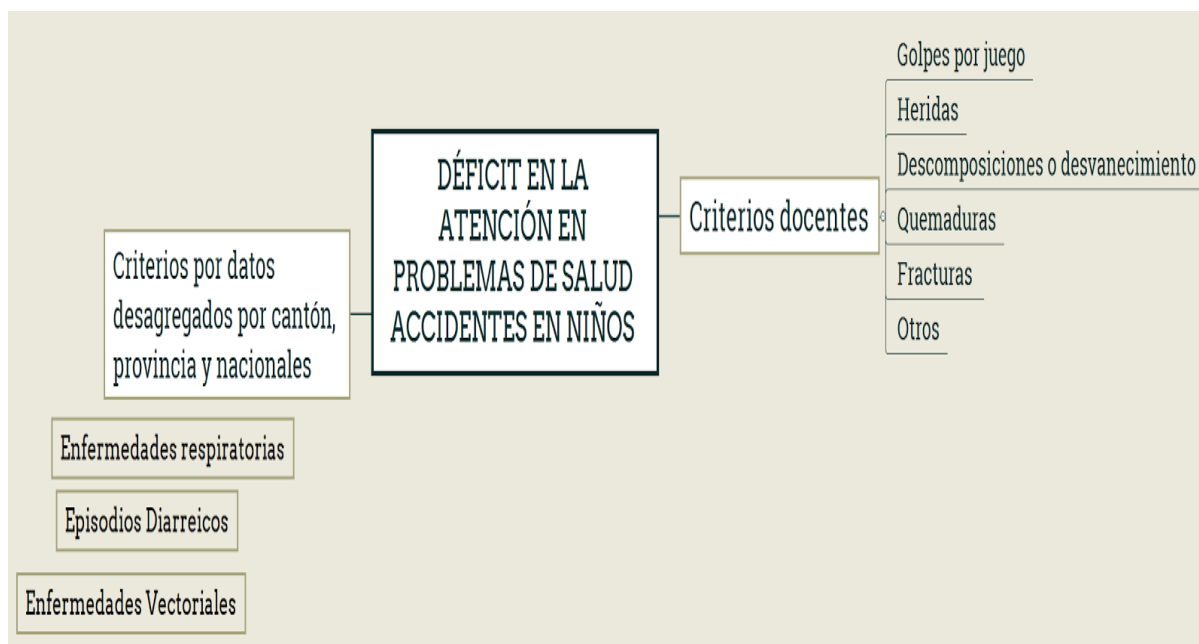 DÉFICIT EN LA
ATENCIÓN EN
PROBLEMAS DE SALUD
ACCIDENTES EN NIÑOS
Criterios docentes
Golpes por juego
Heridas
Descomposiciones o desvanecimiento
Quemaduras
Fracturas
Otros
Criterios por datos
desagregados por cantón,
provincia y nacionales
Enfermedades respiratorias
Episodios Diarreicos
Enfermedades Vectoriales